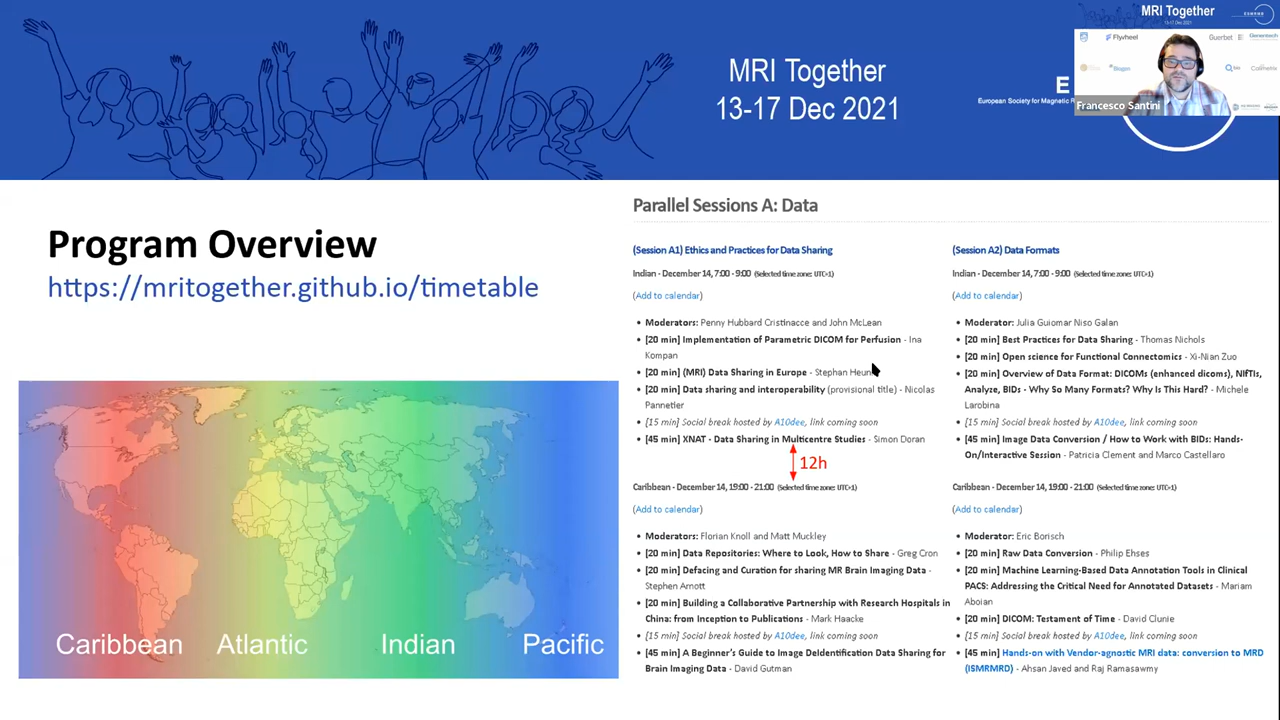 MRI Together
13-17 Dec 2021
MRI Together
13-17 Dec 2021
E
European Society for Magnetic R
Flywheel
Guerbet
Genentech
Biogen
Francesco Santini
Program Overview
https://mritogether.github.io/timetable
Caribbean Atlantic Indian Pacific
Parallel Sessions A: Data
(Session A1) Ethics and Practices for Data Sharing
Indian - December 14, 7:00 - 9:00 (Selected time zone: UTC+1)
(Add to calendar)
• Moderators: Penny Hubbard Cristinacce and John McLean
• [20 min] Implementation of Parametric DICOM for Perfusion - Ina
Kompan
• [20 min] (MRI) Data Sharing in Europe - Stephan Heun
• [20 min] Data sharing and interoperability (provisional title) - Nicolas
Pannetier
• [15 min] Social break hosted by A10dee, link coming soon
• [45 min] XNAT - Data Sharing in Multicentre Studies - Simon Doran
12h
Caribbean - December 14, 19:00 - 21:00 (Selected time zone: UTC+1)
(Add to calendar)
• Moderators: Florian Knoll and Matt Muckley
• [20 min] Data Repositories: Where to Look, How to Share - Greg Cron
• [20 min] Defacing and Curation for sharing MR Brain Imaging Data -
Stephen Arnott
• [20 min] Building a Collaborative Partnership with Research Hospitals in
China: from Inception to Publications - Mark Haacke
• [15 min] Social break hosted by A10dee, link coming soon
• [45 min] A Beginner's Guide to Image DeIdentification Data Sharing for
Brain Imaging Data - David Gutman
(Session A2) Data Formats
Indian - December 14, 7:00 - 9:00 (Selected time zone: UTC+1)
(Add to calendar)
• Moderator: Julia Guiomar Niso Galan
• [20 min] Best Practices for Data Sharing - Thomas Nichols
• [20 min] Open science for Functional Connectomics - Xi-Nian Zuo
• [20 min] Overview of Data Format: DICOMs (enhanced dicoms), NIfTIs,
Analyze, BIDs - Why So Many Formats? Why Is This Hard? - Michele
Larobina
• [15 min] Social break hosted by A10dee, link coming soon
• [45 min] Image Data Conversion / How to Work with BIDs: Hands-
On/Interactive Session - Patricia Clement and Marco Castellaro
Caribbean - December 14, 19:00 - 21:00 (Selected time zone: UTC+1)
(Add to calendar)
• Moderator: Eric Borisch
• [20 min] Raw Data Conversion - Philip Ehses
• [20 min] Machine Learning-Based Data Annotation Tools in Clinical
PACS: Addressing the Critical Need for Annotated Datasets - Mariam
Aboian
• [20 min] DICOM: Testament of Time - David Clunie
• [15 min] Social break hosted by A10dee, link coming soon
• [45 min] Hands-on with Vendor-agnostic MRI data: conversion to MRD
(ISMRMRD) - Ahsan Javed and Raj Ramasawmy